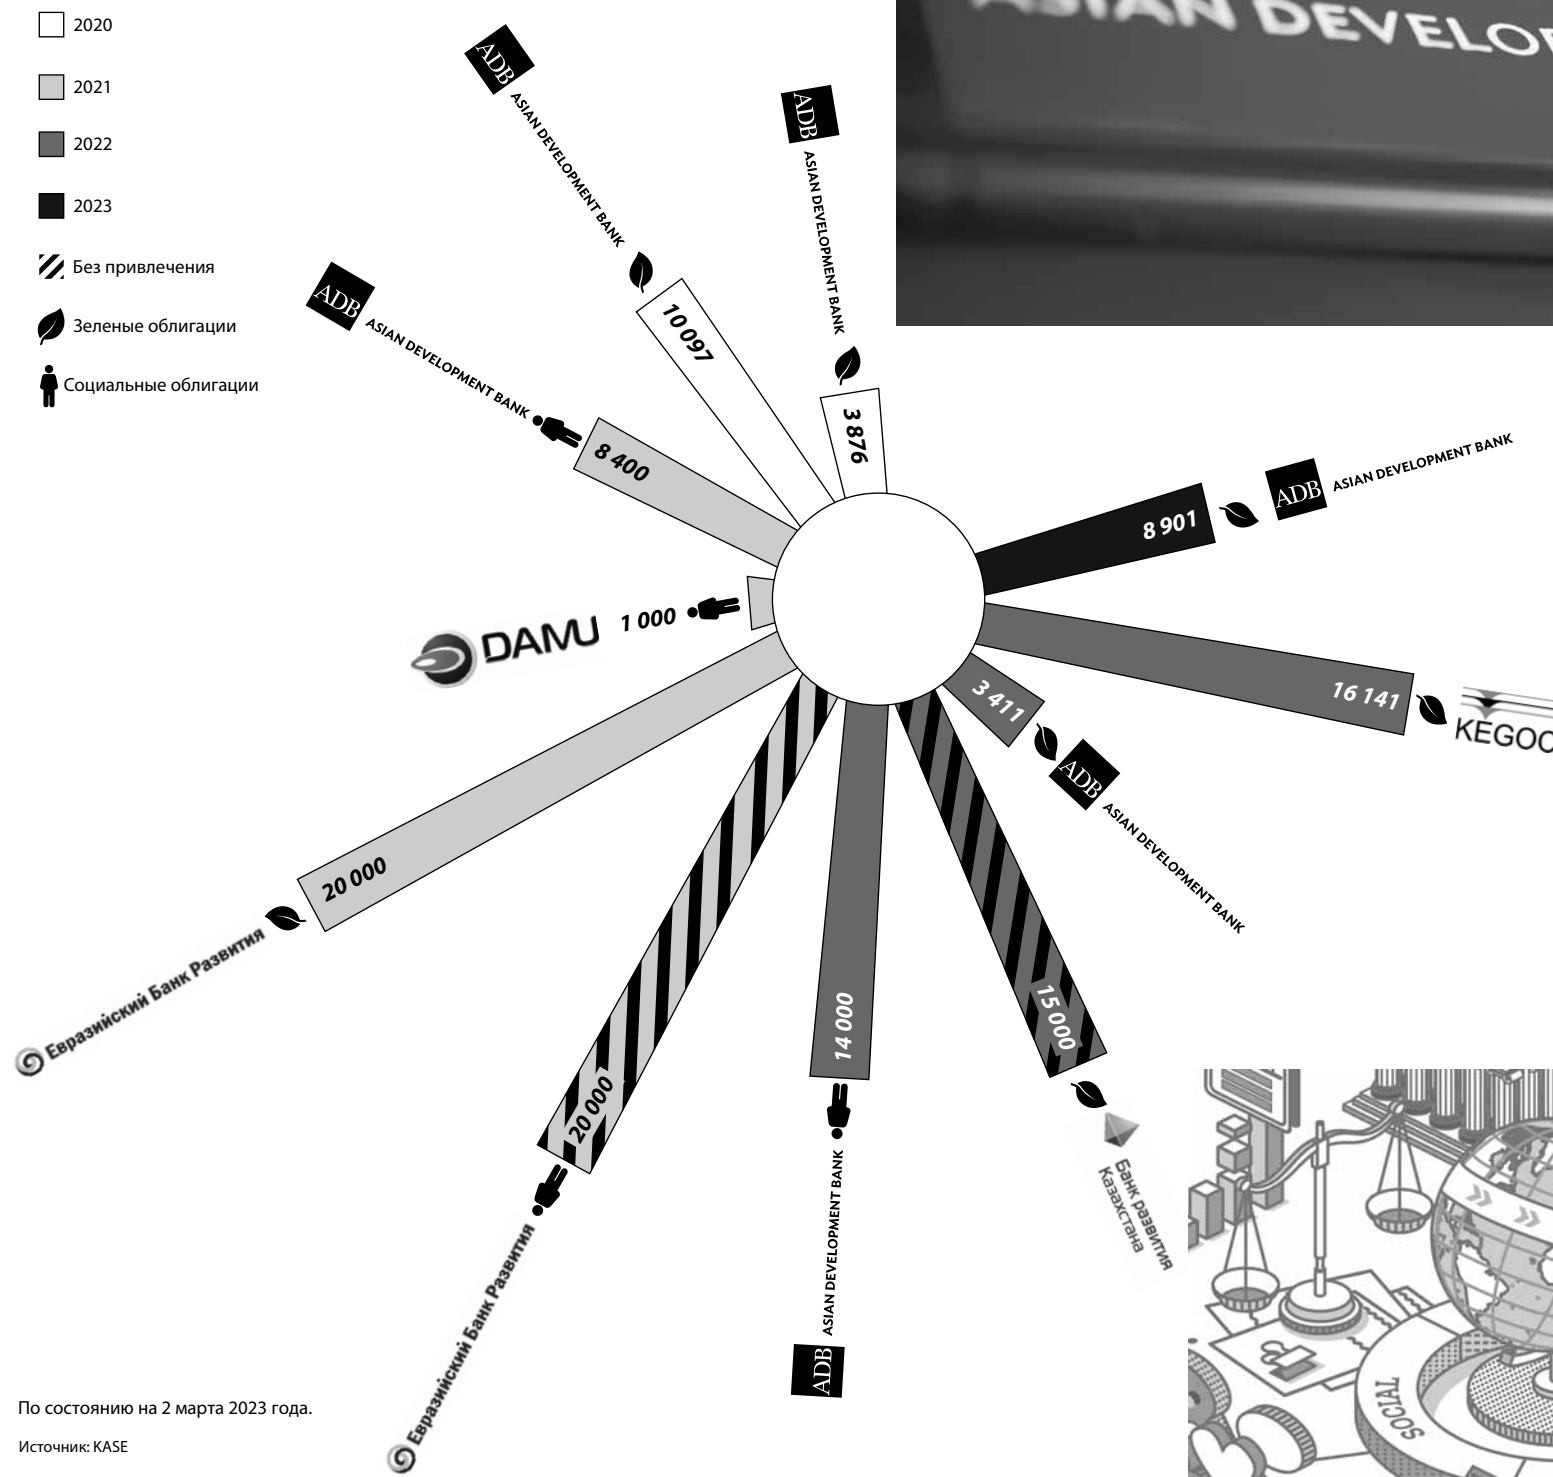 2020
2021
2022
2023
Без привлечения
Зеленые облигации
Социальные облигации
ASIAN DEVELO
ADB
ASIAN DEVELOPMENT BANK
10 097
ADB
ASIAN DEVELOPMENT BANK
3 876
ADB
ASIAN DEVELOPMENT BANK
8 400
8 901
ADB
ASIAN DEVELOPMENT BANK
DAMU
1 000
16 141
KEGOC
3 411
ADB
ASIAN DEVELOPMENT BANK
20 000
Евразийский Банк Развития
20 000
Евразийский Банк Развития
14 000
ASIAN DEVELOPMENT BANK
ADB
15 000
Банк развития
Казахстана
SOCIAL
По состоянию на 2 марта 2023 года.
Источник: KASE